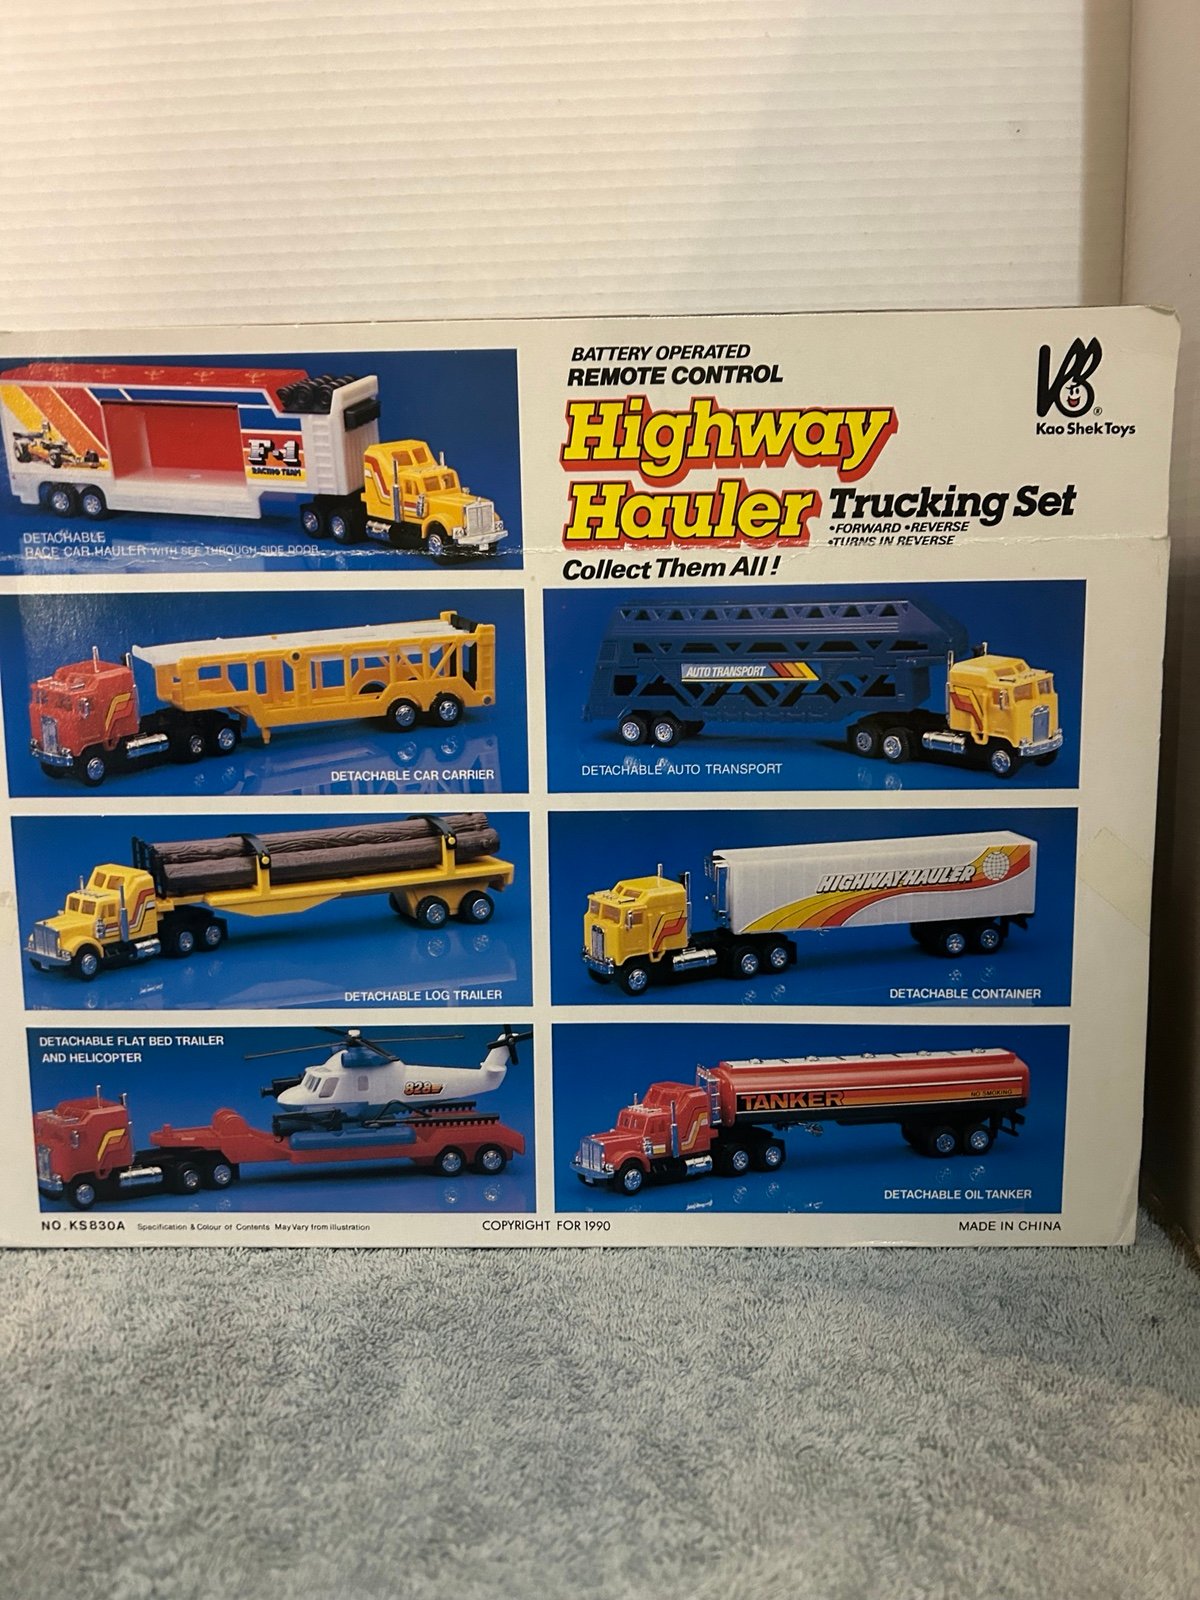 BATTERY OPERATED
REMOTE CONTROL
Highway
Hauler Trucking Set
•FORWARD •REVERSE
•TURNS IN REVERSE
Collect Them All!
®
Kao Shek Toys
F-1
RACING TEAM
DETACHABLE
RACE CAR HAULER WITH SEE THROUGH SIDE DOOR
DETACHABLE CAR CARRIER
AUTO TRANSPORT
DETACHABLE AUTO TRANSPORT
DETACHABLE LOG TRAILER
HIGHWAY HAULER
DETACHABLE CONTAINER
DETACHABLE FLAT BED TRAILER
AND HELICOPTER
828
TANKER
NO SMOKING
DETACHABLE OIL TANKER
NO.KS830A Specification & Colour of Contents May Vary from illustration
COPYRIGHT FOR 1990
MADE IN CHINA